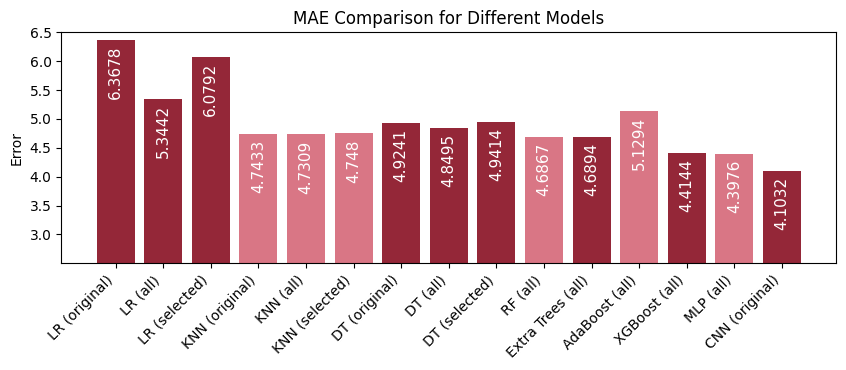 MAE Comparison for Different Models
Error
6.5
6.0
5.5
5.0
4.5
4.0
3.5
3.0
6.3678
5.3442
6.0792
4.7433
4.7309
4.748
4.9241
4.8495
4.9414
4.6867
4.6894
5.1294
4.4144
4.3976
4.1032
LR (original)
LR (all)
LR (selected)
KNN (original)
KNN (all)
KNN (selected)
DT (original)
DT (all)
DT (selected)
RF (all)
Extra Trees (all)
AdaBoost (all)
XGBoost (all)
MLP (all)
CNN (original)